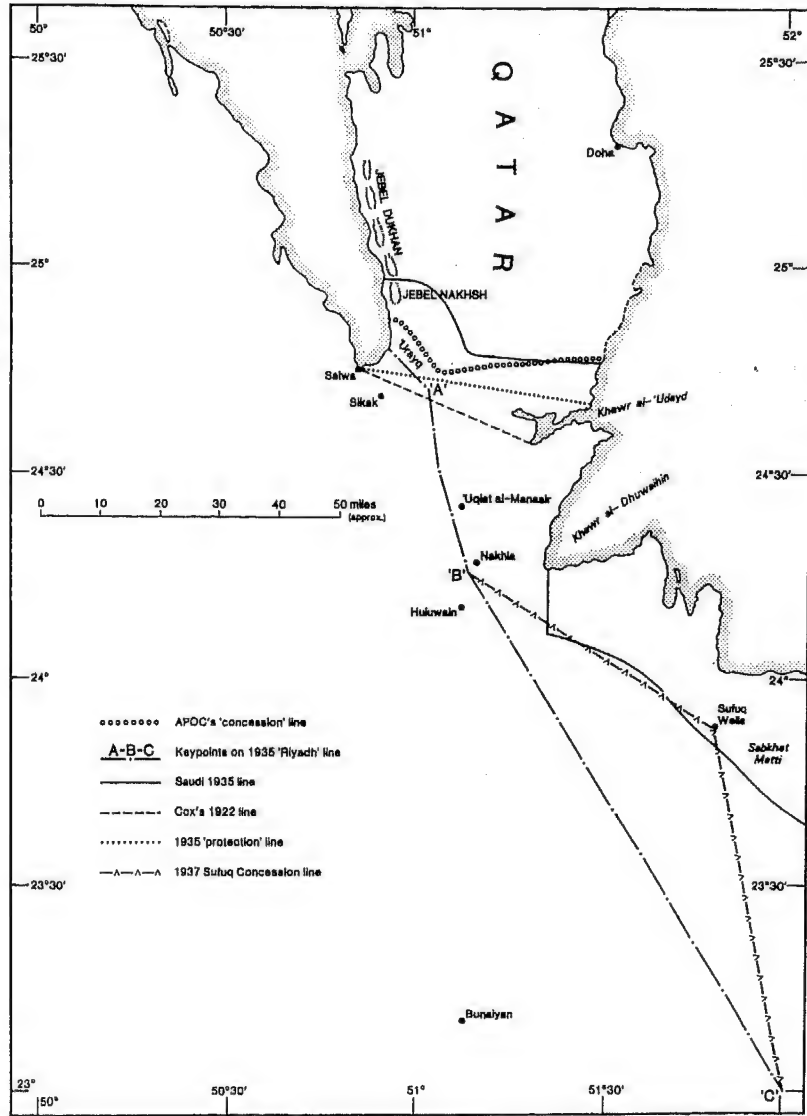 50°
50°30'
51°
52°
25°30'
25°30'
QATAR
Doha
JEBEL DUKHAN
25°
25°
JEBEL NAKHSH
'Urayq
Salwa
'A'
Sikak
Khawr al-'Udayd
24°30'
24°30'
0 10 20 30 40 50 miles
(approx.)
'Uqlat al-Manasir
Khawr al-Dhuwaihin
Nakhla
'B'
Huluwain
24°
24°
Sufuq
Wells
Sabkhat
Matti
APOC's 'concession' line
A-B-C Keypoints on 1935 'Riyadh' line
Saudi 1935 line
Cox's 1922 line
1935 'protection' line
1937 Sufuq Concession line
23°30'
23°30'
Bunaiyan
23°
23°
50°
50°30'
51°
51°30'
'C'
52°